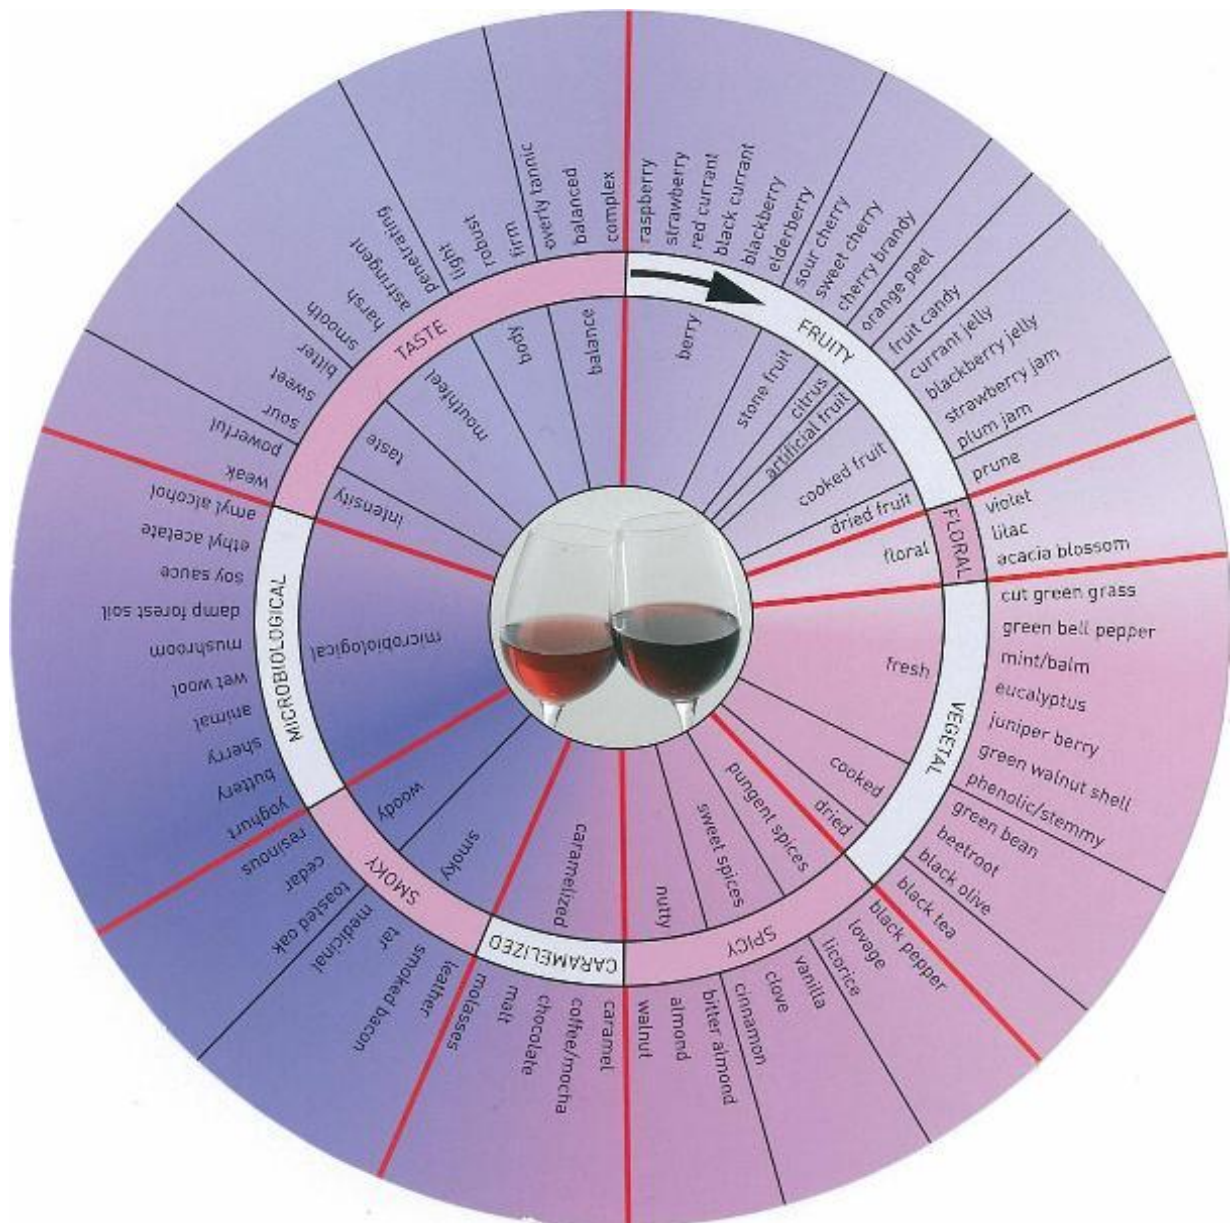 FRUITY
berry
raspberry
strawberry
red currant
black currant
blackberry
elderberry
stone fruit
sour cherry
sweet cherry
cherry brandy
citrus
orange peel
artificial fruit
fruit candy
cooked fruit
currant jelly
blackberry jelly
strawberry jam
plum jam
dried fruit
prune
FLORAL
floral
violet
lilac
acacia blossom
VEGETAL
fresh
cut green grass
green bell pepper
mint/balm
eucalyptus
juniper berry
green walnut shell
phenolic/stemmy
cooked
green bean
beetroot
black olive
dried
black tea
SPICY
pungent spices
black pepper
lovage
licorice
sweet spices
vanilla
clove
cinnamon
nutty
bitter almond
almond
walnut
CARAMELIZED
caramelized
caramel
coffee/mocha
chocolate
malt
molasses
SMOKY
smoky
leather
smoked bacon
tar
medicinal
woody
toasted oak
cedar
resinous
MICROBIOLOGICAL
microbiological
yoghurt
buttery
sherry
animal
wet wool
mushroom
damp forest soil
soy sauce
ethyl acetate
amyl alcohol
TASTE
intensity
weak
powerful
taste
sour
sweet
bitter
mouthfeel
smooth
harsh
astringent
penetrating
body
light
robust
firm
balance
overly tannic
balanced
complex